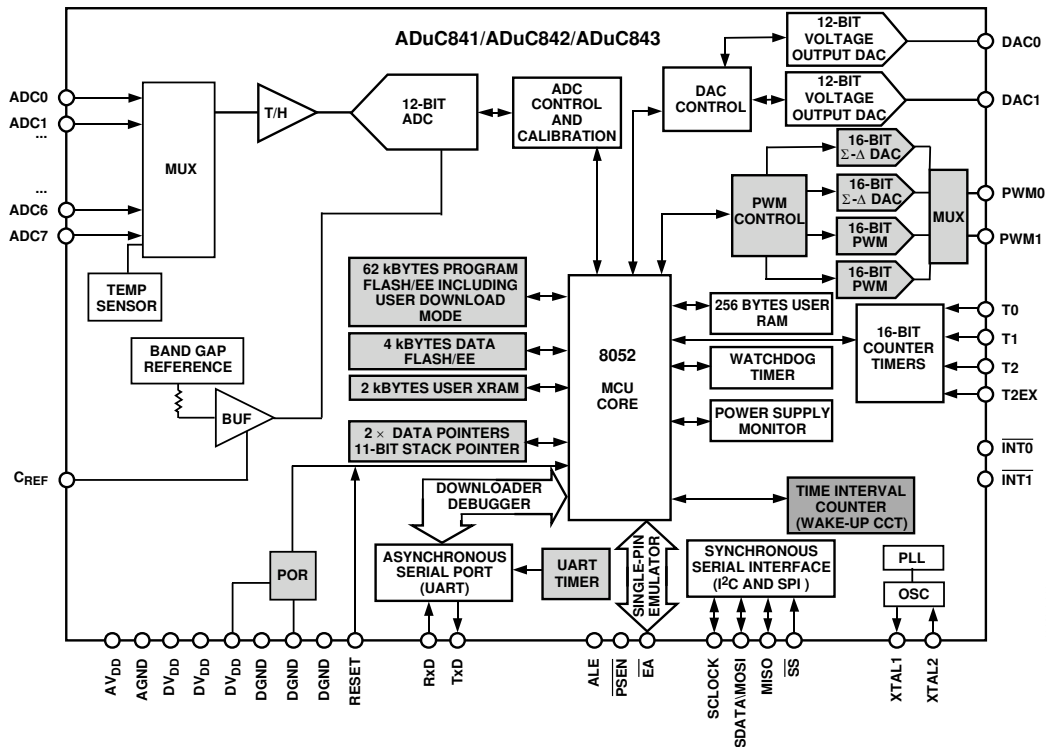 ADuC841/ADuC842/ADuC843
ADC0
ADC1
...
...
ADC6
ADC7
MUX
TEMP
SENSOR
T/H
12-BIT
ADC
ADC
CONTROL
AND
CALIBRATION
DAC
CONTROL
12-BIT
VOLTAGE
OUTPUT DAC
DAC0
12-BIT
VOLTAGE
OUTPUT DAC
DAC1
PWM
CONTROL
16-BIT
Σ-Δ DAC
16-BIT
Σ-Δ DAC
16-BIT
PWM
16-BIT
PWM
MUX
PWM0
PWM1
BAND GAP
REFERENCE
BUF
CREF
62 kBYTES PROGRAM
FLASH/EE INCLUDING
USER DOWNLOAD
MODE
4 kBYTES DATA
FLASH/EE
2 kBYTES USER XRAM
2 × DATA POINTERS
11-BIT STACK POINTER
8052
MCU
CORE
256 BYTES USER
RAM
WATCHDOG
TIMER
POWER SUPPLY
MONITOR
16-BIT
COUNTER
TIMERS
T0
T1
T2
T2EX
INT0
INT1
TIME INTERVAL
COUNTER
(WAKE-UP CCT)
DOWNLOADER
DEBUGGER
POR
ASYNCHRONOUS
SERIAL PORT
(UART)
UART
TIMER
SINGLE-PIN
EMULATOR
SYNCHRONOUS
SERIAL INTERFACE
(I²C AND SPI )
PLL
OSC
AVDD
AGND
DVDD
DVDD
DVDD
DGND
DGND
DGND
RESET
RxD
TxD
ALE
PSEN
EA
SCLOCK
SDATA\MOSI
MISO
SS
XTAL1
XTAL2